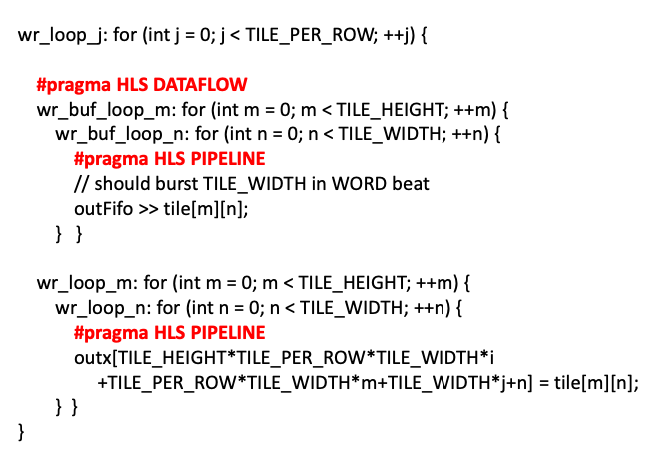 wr_loop_j: for (int j = 0; j < TILE_PER_ROW; ++j) {
#pragma HLS DATAFLOW
wr_buf_loop_m: for (int m = 0; m < TILE_HEIGHT; ++m) {
wr_buf_loop_n: for (int n = 0; n < TILE_WIDTH; ++n) {
#pragma HLS PIPELINE
// should burst TILE_WIDTH in WORD beat
outFifo >> tile[m][n];
} }
wr_loop_m: for (int m = 0; m < TILE_HEIGHT; ++m) {
wr_loop_n: for (int n = 0; n < TILE_WIDTH; ++n) {
#pragma HLS PIPELINE
outx[TILE_HEIGHT*TILE_PER_ROW*TILE_WIDTH*i
+TILE_PER_ROW*TILE_WIDTH*m+TILE_WIDTH*j+n] = tile[m][n];
} }
}